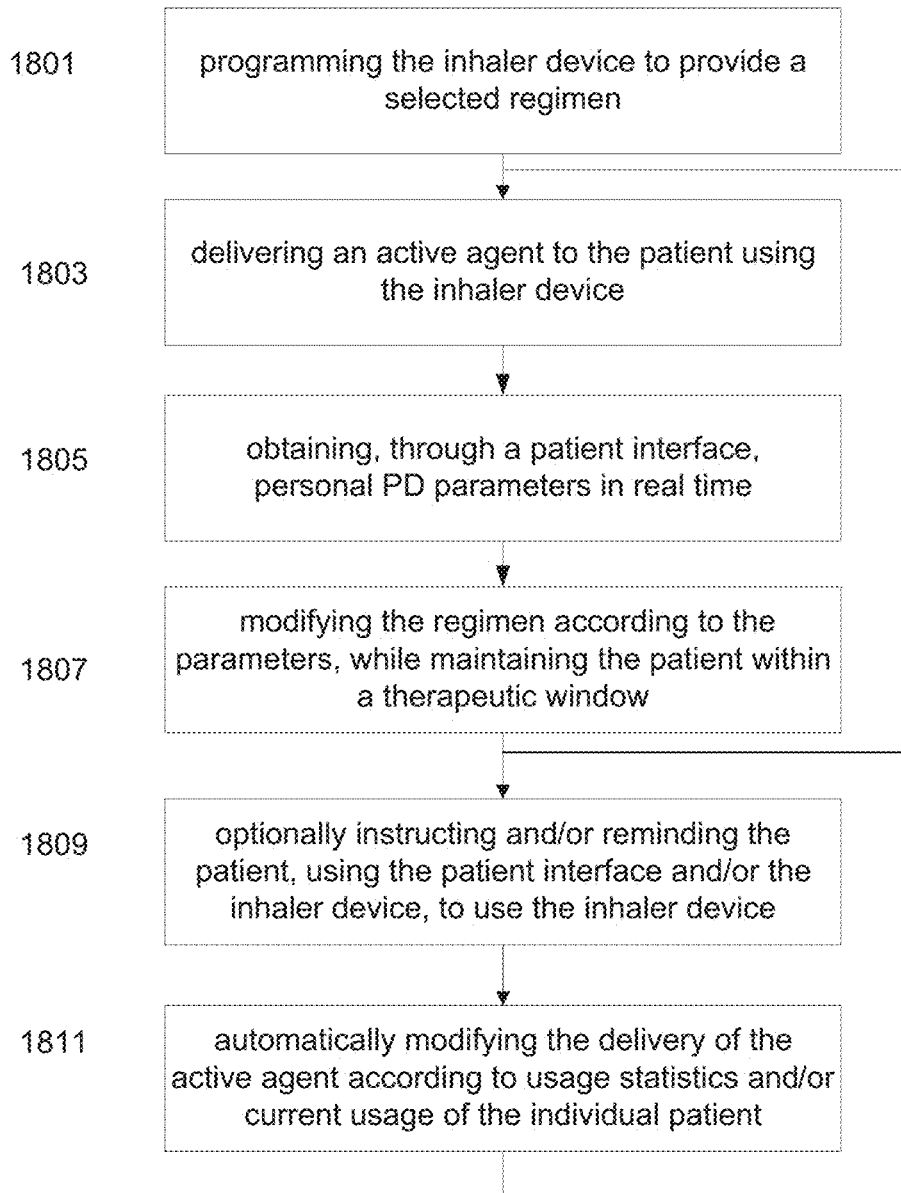 1801
programming the inhaler device to provide a
selected regimen
1803
delivering an active agent to the patient using
the inhaler device
1805
obtaining, through a patient interface,
personal PD parameters in real time
1807
modifying the regimen according to the
parameters, while maintaining the patient within
a therapeutic window
1809
optionally instructing and/or reminding the
patient, using the patient interface and/or the
inhaler device, to use the inhaler device
1811
automatically modifying the delivery of the
active agent according to usage statistics and/or
current usage of the individual patient